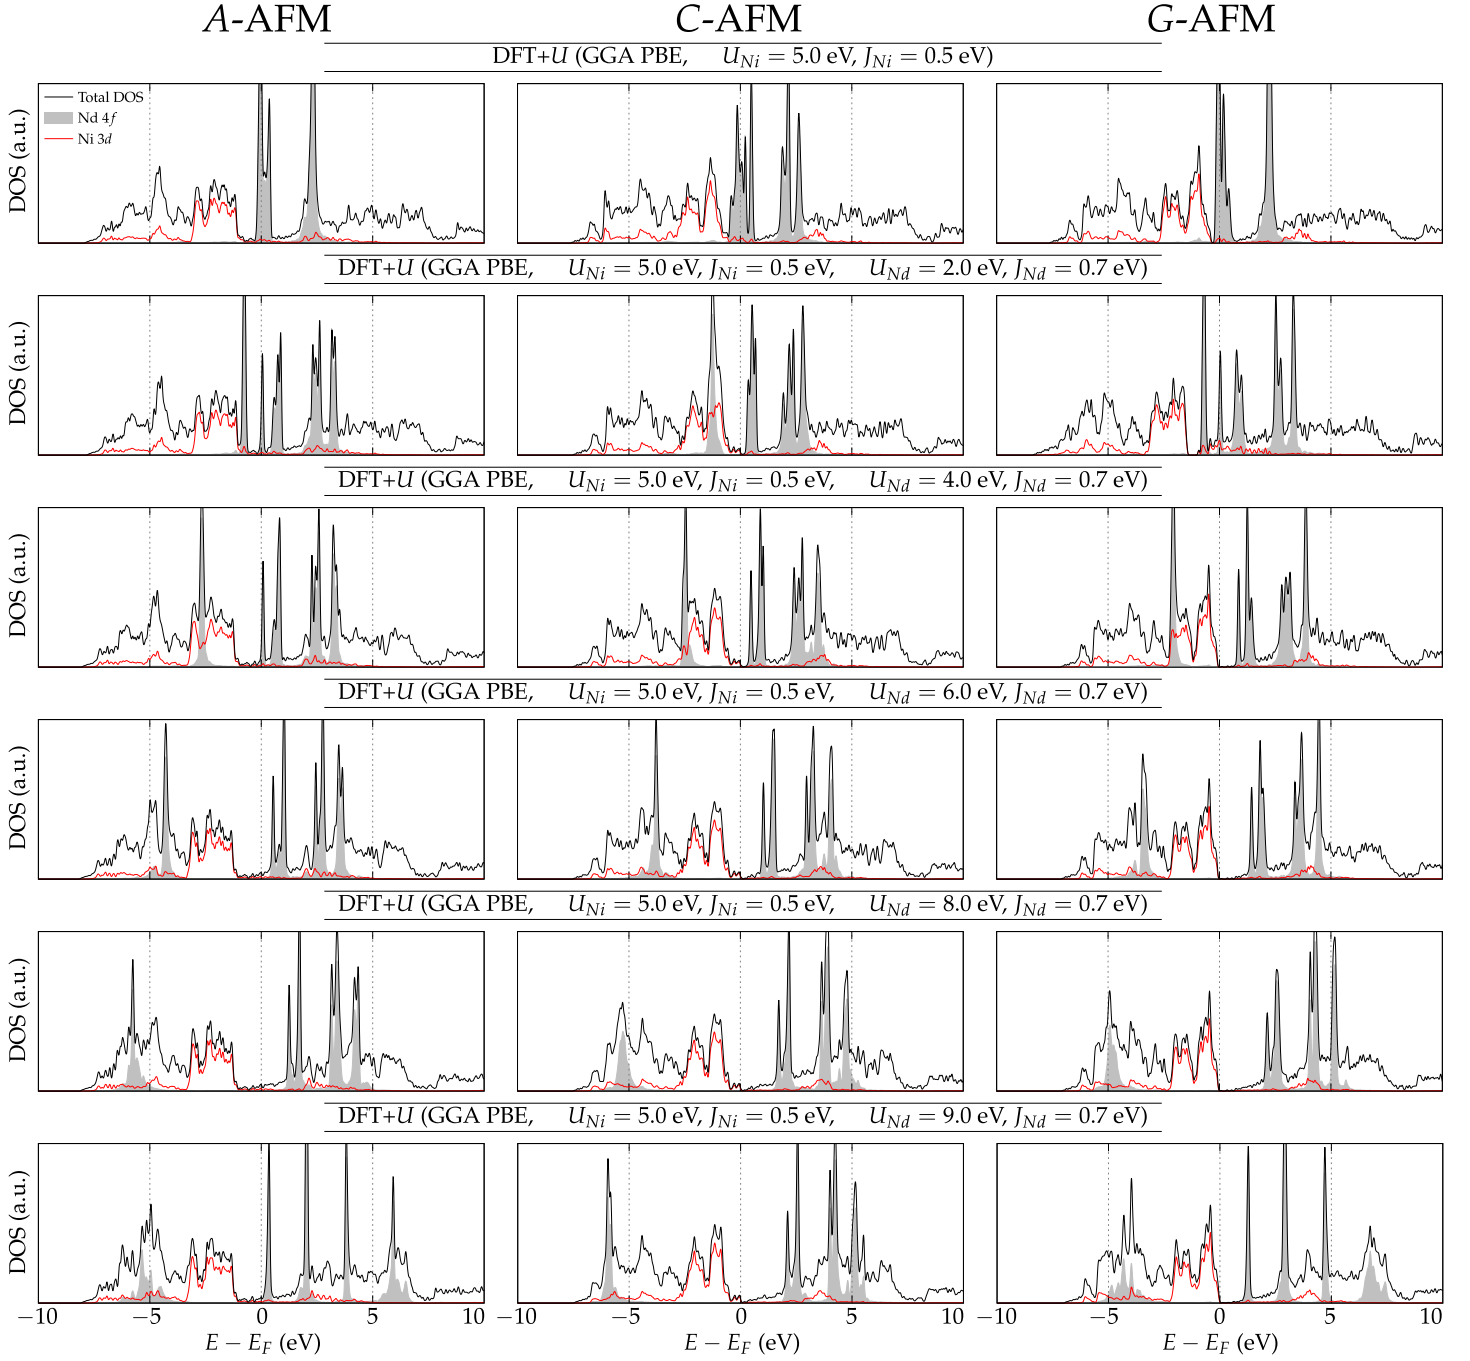 A-AFM C-AFM G-AFM
DFT+U (GGA PBE, U_Ni = 5.0 eV, J_Ni = 0.5 eV)
DOS (a.u.)
Total DOS
Nd 4f
Ni 3d
DFT+U (GGA PBE, U_Ni = 5.0 eV, J_Ni = 0.5 eV, U_Nd = 2.0 eV, J_Nd = 0.7 eV)
DOS (a.u.)
DFT+U (GGA PBE, U_Ni = 5.0 eV, J_Ni = 0.5 eV, U_Nd = 4.0 eV, J_Nd = 0.7 eV)
DOS (a.u.)
DFT+U (GGA PBE, U_Ni = 5.0 eV, J_Ni = 0.5 eV, U_Nd = 6.0 eV, J_Nd = 0.7 eV)
DOS (a.u.)
DFT+U (GGA PBE, U_Ni = 5.0 eV, J_Ni = 0.5 eV, U_Nd = 8.0 eV, J_Nd = 0.7 eV)
DOS (a.u.)
DFT+U (GGA PBE, U_Ni = 5.0 eV, J_Ni = 0.5 eV, U_Nd = 9.0 eV, J_Nd = 0.7 eV)
DOS (a.u.)
−10 −5 0 5 10 −10 −5 0 5 10 −10 −5 0 5 10
E − E_F (eV) E − E_F (eV) E − E_F (eV)